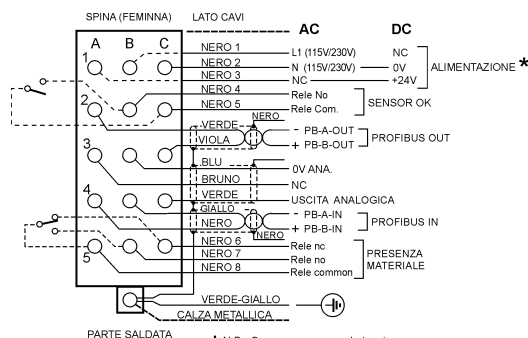 SPINA (FEMINNA) LATO CAVI
AC DC
A B C
1
NERO 1 L1 (115V/230V) NC
NERO 2 N (115V/230V) 0V
NERO 3 NC +24V
ALIMENTAZIONE *
NERO 4 Rele No
NERO 5 Rele Com.
SENSOR OK
2
NERO
VERDE - PB-A-OUT
VIOLA + PB-B-OUT
PROFIBUS OUT
3
BLU 0V ANA.
BRUNO NC
VERDE USCITA ANALOGICA
4
GIALLO - PB-A-IN
NERO + PB-B-IN
PROFIBUS IN
NERO
5
NERO 6 Rele nc
NERO 7 Rele no
NERO 8 Rele common
PRESENZA
MATERIALE
VERDE-GIALLO
CALZA METALLICA
PARTE SALDATA